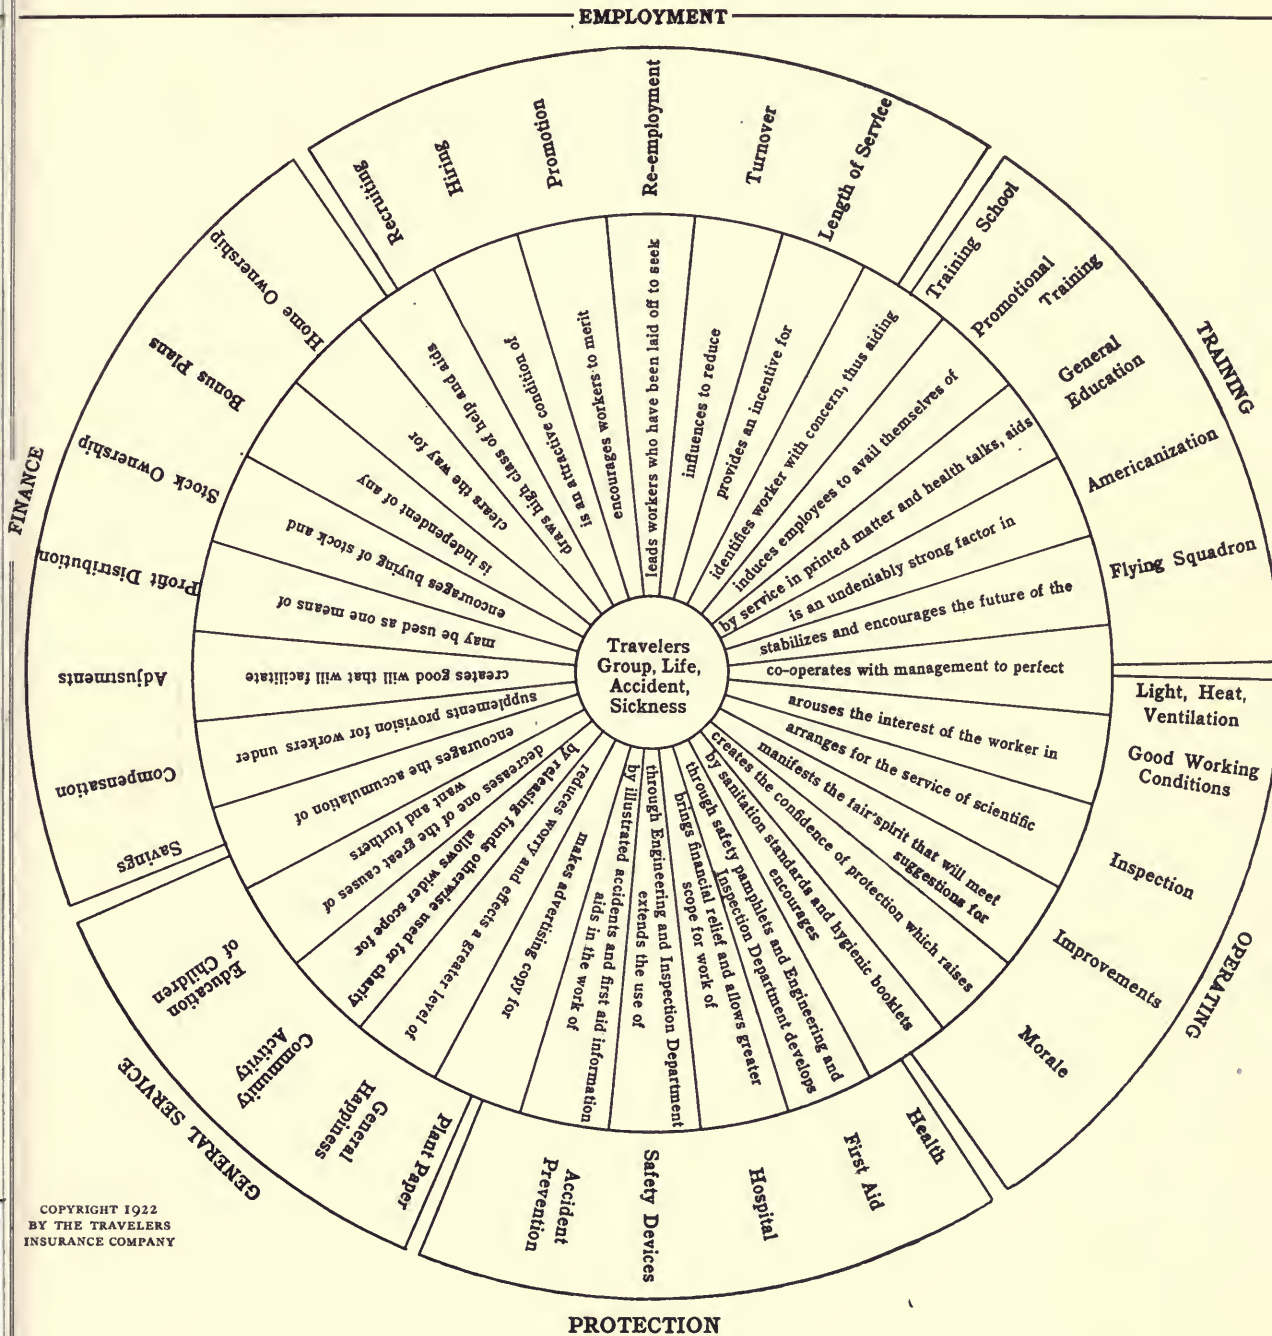 EMPLOYMENT
Recruiting
Hiring
Promotion
Re-employment
Turnover
Length of Service
draws high class of help and aids
is an attractive condition of
encourages workers to merit
leads workers who have been laid off to seek
influences to reduce
provides an incentive for
TRAINING
Training School
Promotional
Training
General
Education
Americanization
Flying Squadron
identifies worker with concern, thus aiding
induces employees to avail themselves of
by service in printed matter and health talks, aids
is an undeniably strong factor in
stabilizes and encourages the future of the
OPERATING
Light, Heat,
Ventilation
Good Working
Conditions
Inspection
Improvements
Morale
co-operates with management to perfect
arouses the interest of the worker in
arranges for the service of scientific
manifests the fair spirit that will meet
suggestions for
creates the confidence of protection which raises
PROTECTION
Health
First Aid
Hospital
Safety Devices
Accident
Prevention
by sanitation standards and hygienic booklets
encourages
through safety pamphlets and Engineering and
Inspection Department develops
brings financial relief and allows greater
scope for work of
through Engineering and Inspection Department
extends the use of
by illustrated accidents and first aid information
aids in the work of
GENERAL SERVICE
Plant Paper
General
Happiness
Community
Activity
Education
of Children
makes advertising copy for
reduces worry and effects a greater level of
by releasing funds otherwise used for charity
allows wider scope for
decreases one of the great causes of
want and furthers
FINANCE
Savings
Compensation
Adjustments
Profit Distribution
Stock Ownership
Bonus Plans
Home Ownership
encourages the accumulation of
supplements provision for workers under
creates good will that will facilitate
may be used as one means of
encourages buying of stock and
is independent of any
clears the way for
Travelers
Group, Life,
Accident,
Sickness
COPYRIGHT 1922
BY THE TRAVELERS
INSURANCE COMPANY